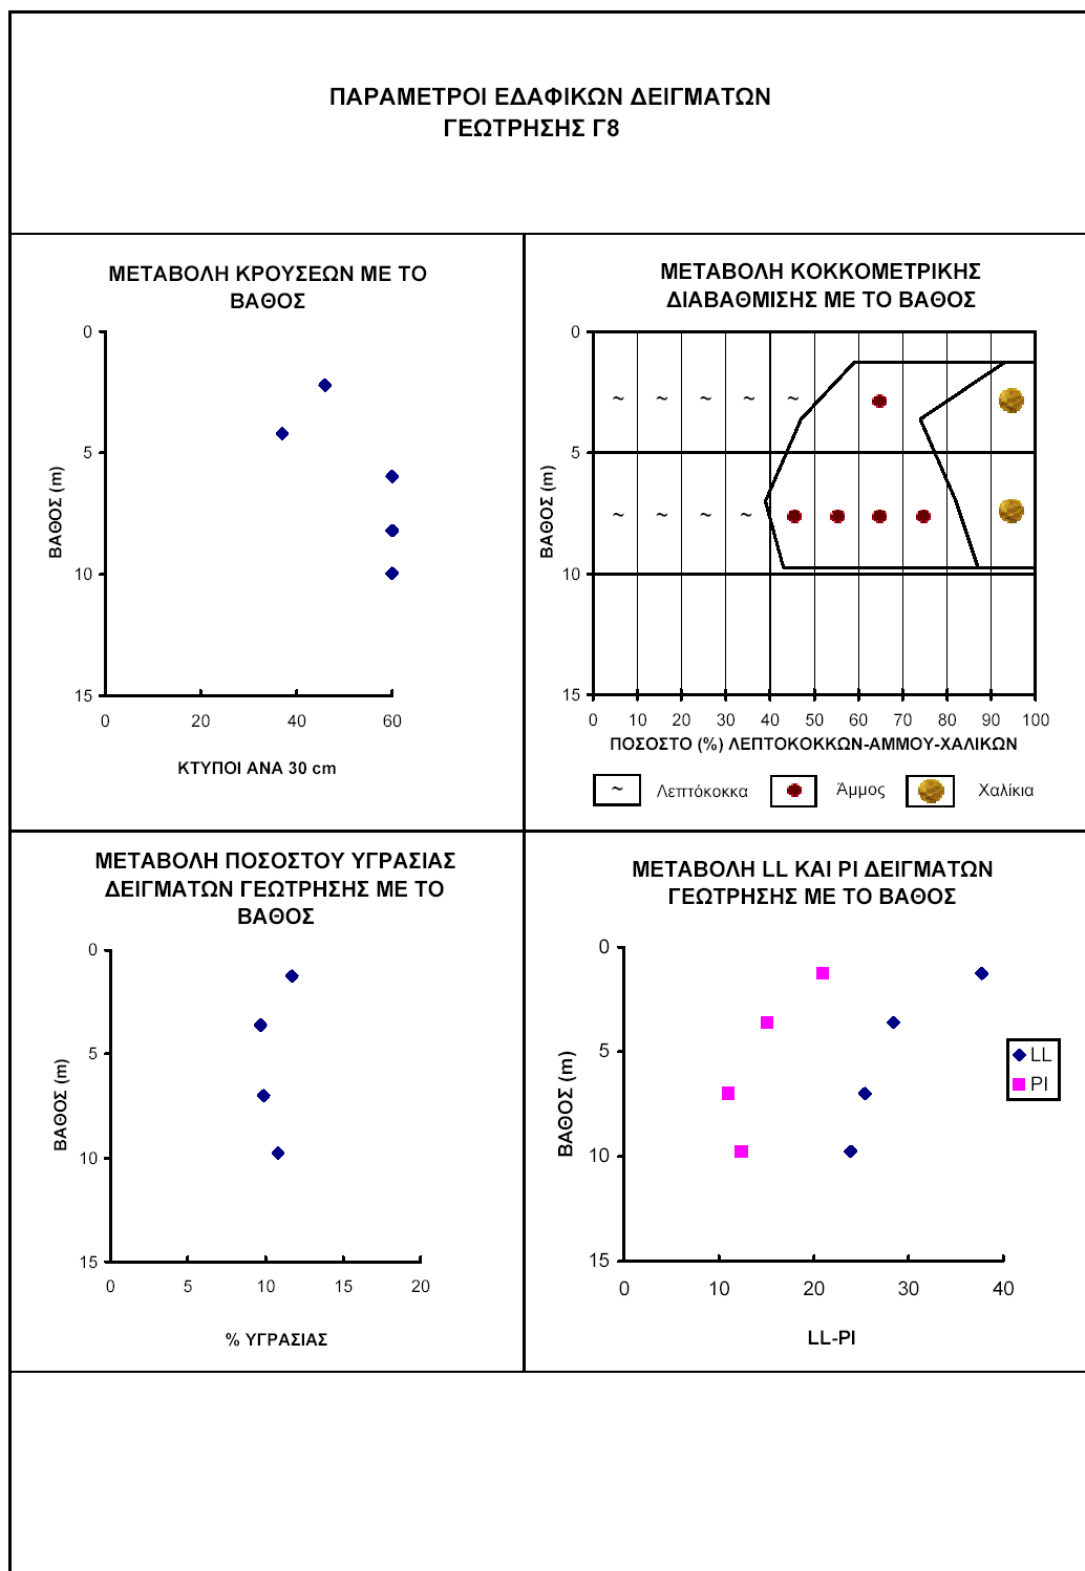 ΠΑΡΑΜΕΤΡΟΙ ΕΔΑΦΙΚΩΝ ΔΕΙΓΜΑΤΩΝ
ΓΕΩΤΡΗΣΗΣ Γ8
ΜΕΤΑΒΟΛΗ ΚΡΟΥΣΕΩΝ ΜΕ ΤΟ
ΒΑΘΟΣ
0
5
10
15
ΒΑΘΟΣ (m)
0 20 40 60
ΚΤΥΠΟΙ ΑΝΑ 30 cm
ΜΕΤΑΒΟΛΗ ΚΟΚΚΟΜΕΤΡΙΚΗΣ
ΔΙΑΒΑΘΜΙΣΗΣ ΜΕ ΤΟ ΒΑΘΟΣ
0
5
10
15
ΒΑΘΟΣ (m)
~ ~ ~ ~ ~
~ ~ ~ ~
0 10 20 30 40 50 60 70 80 90 100
ΠΟΣΟΣΤΟ (%) ΛΕΠΤΟΚΟΚΚΩΝ-ΑΜΜΟΥ-ΧΑΛΙΚΩΝ
~ Λεπτόκοκκα Άμμος Χαλίκια
ΜΕΤΑΒΟΛΗ ΠΟΣΟΣΤΟΥ ΥΓΡΑΣΙΑΣ
ΔΕΙΓΜΑΤΩΝ ΓΕΩΤΡΗΣΗΣ ΜΕ ΤΟ
ΒΑΘΟΣ
0
5
10
15
ΒΑΘΟΣ (m)
0 5 10 15 20
% ΥΓΡΑΣΙΑΣ
ΜΕΤΑΒΟΛΗ LL ΚΑΙ PI ΔΕΙΓΜΑΤΩΝ
ΓΕΩΤΡΗΣΗΣ ΜΕ ΤΟ ΒΑΘΟΣ
0
5
10
15
ΒΑΘΟΣ (m)
0 10 20 30 40
LL-PI
LL
PI